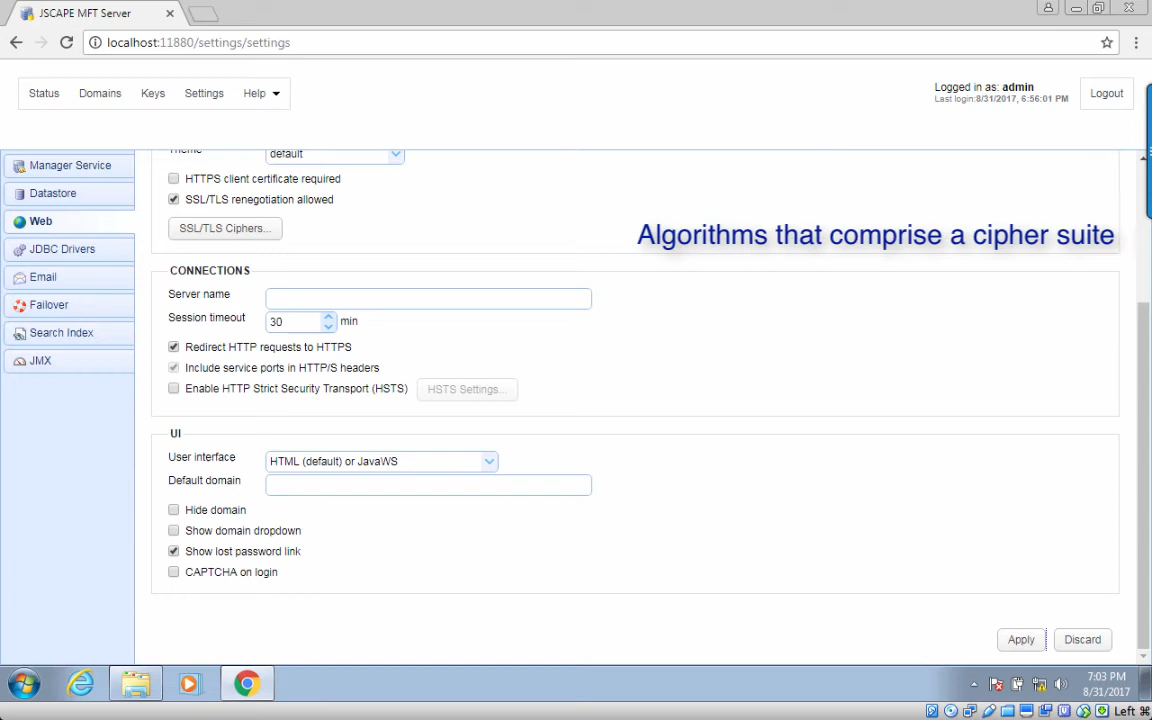 JSCAPE MFT Server
localhost:11880/settings/settings
Status Domains Keys Settings Help
Logged in as: admin
Last login:8/31/2017, 6:56:01 PM
Logout
Manager Service
Datastore
Web
JDBC Drivers
Email
Failover
Search Index
JMX
Theme default
HTTPS client certificate required
SSL/TLS renegotiation allowed
SSL/TLS Ciphers...
Algorithms that comprise a cipher suite
CONNECTIONS
Server name
Session timeout 30 min
Redirect HTTP requests to HTTPS
Include service ports in HTTP/S headers
Enable HTTP Strict Security Transport (HSTS) HSTS Settings...
UI
User interface HTML (default) or JavaWS
Default domain
Hide domain
Show domain dropdown
Show lost password link
CAPTCHA on login
Apply Discard
7:03 PM
8/31/2017
Left ⌘